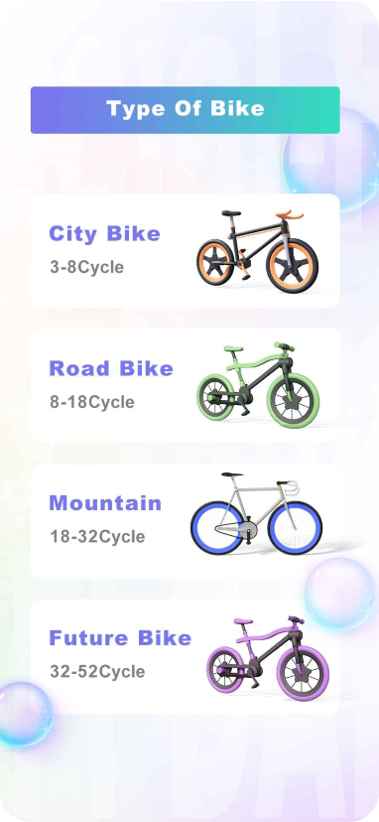 Type Of Bike
City Bike
3-8Cycle
Road Bike
8-18Cycle
Mountain
18-32Cycle
Future Bike
32-52Cycle